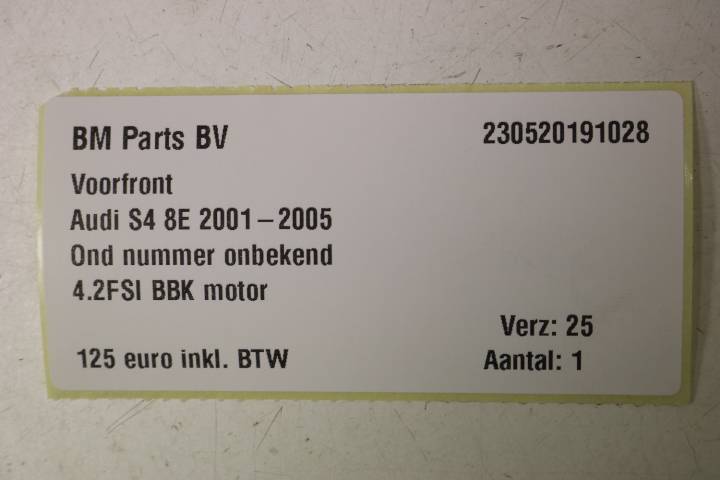 BM Parts BV 230520191028
Voorfront
Audi S4 8E 2001-2005
Ond nummer onbekend
4.2FSI BBK motor
Verz: 25
125 euro inkl. BTW Aantal: 1